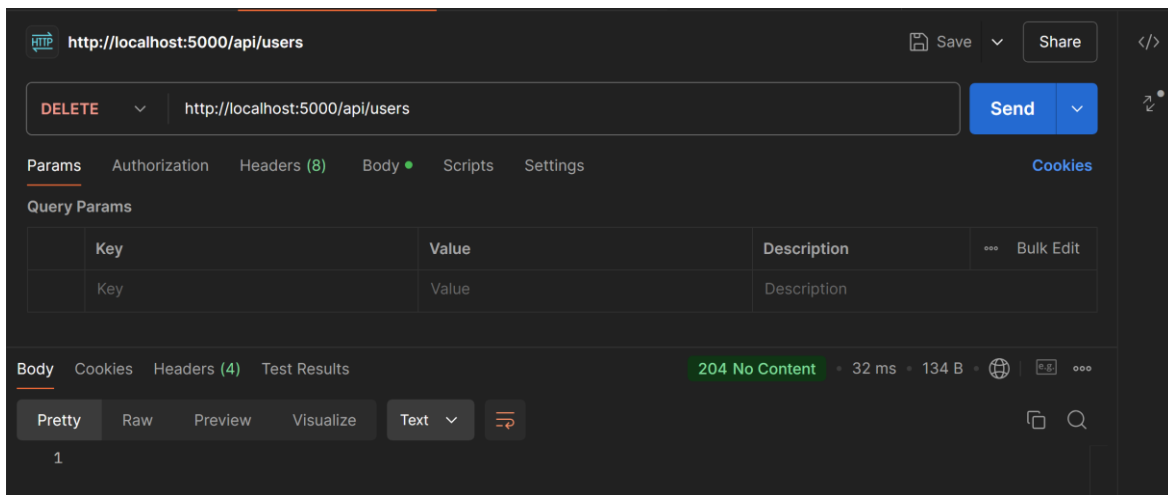 HTTP http://localhost:5000/api/users Save Share </>
DELETE http://localhost:5000/api/users Send
Params Authorization Headers (8) Body Scripts Settings Cookies
Query Params
Key Value Description Bulk Edit
Key Value Description
Body Cookies Headers (4) Test Results 204 No Content 32 ms 134 B e.g.
Pretty Raw Preview Visualize Text
1